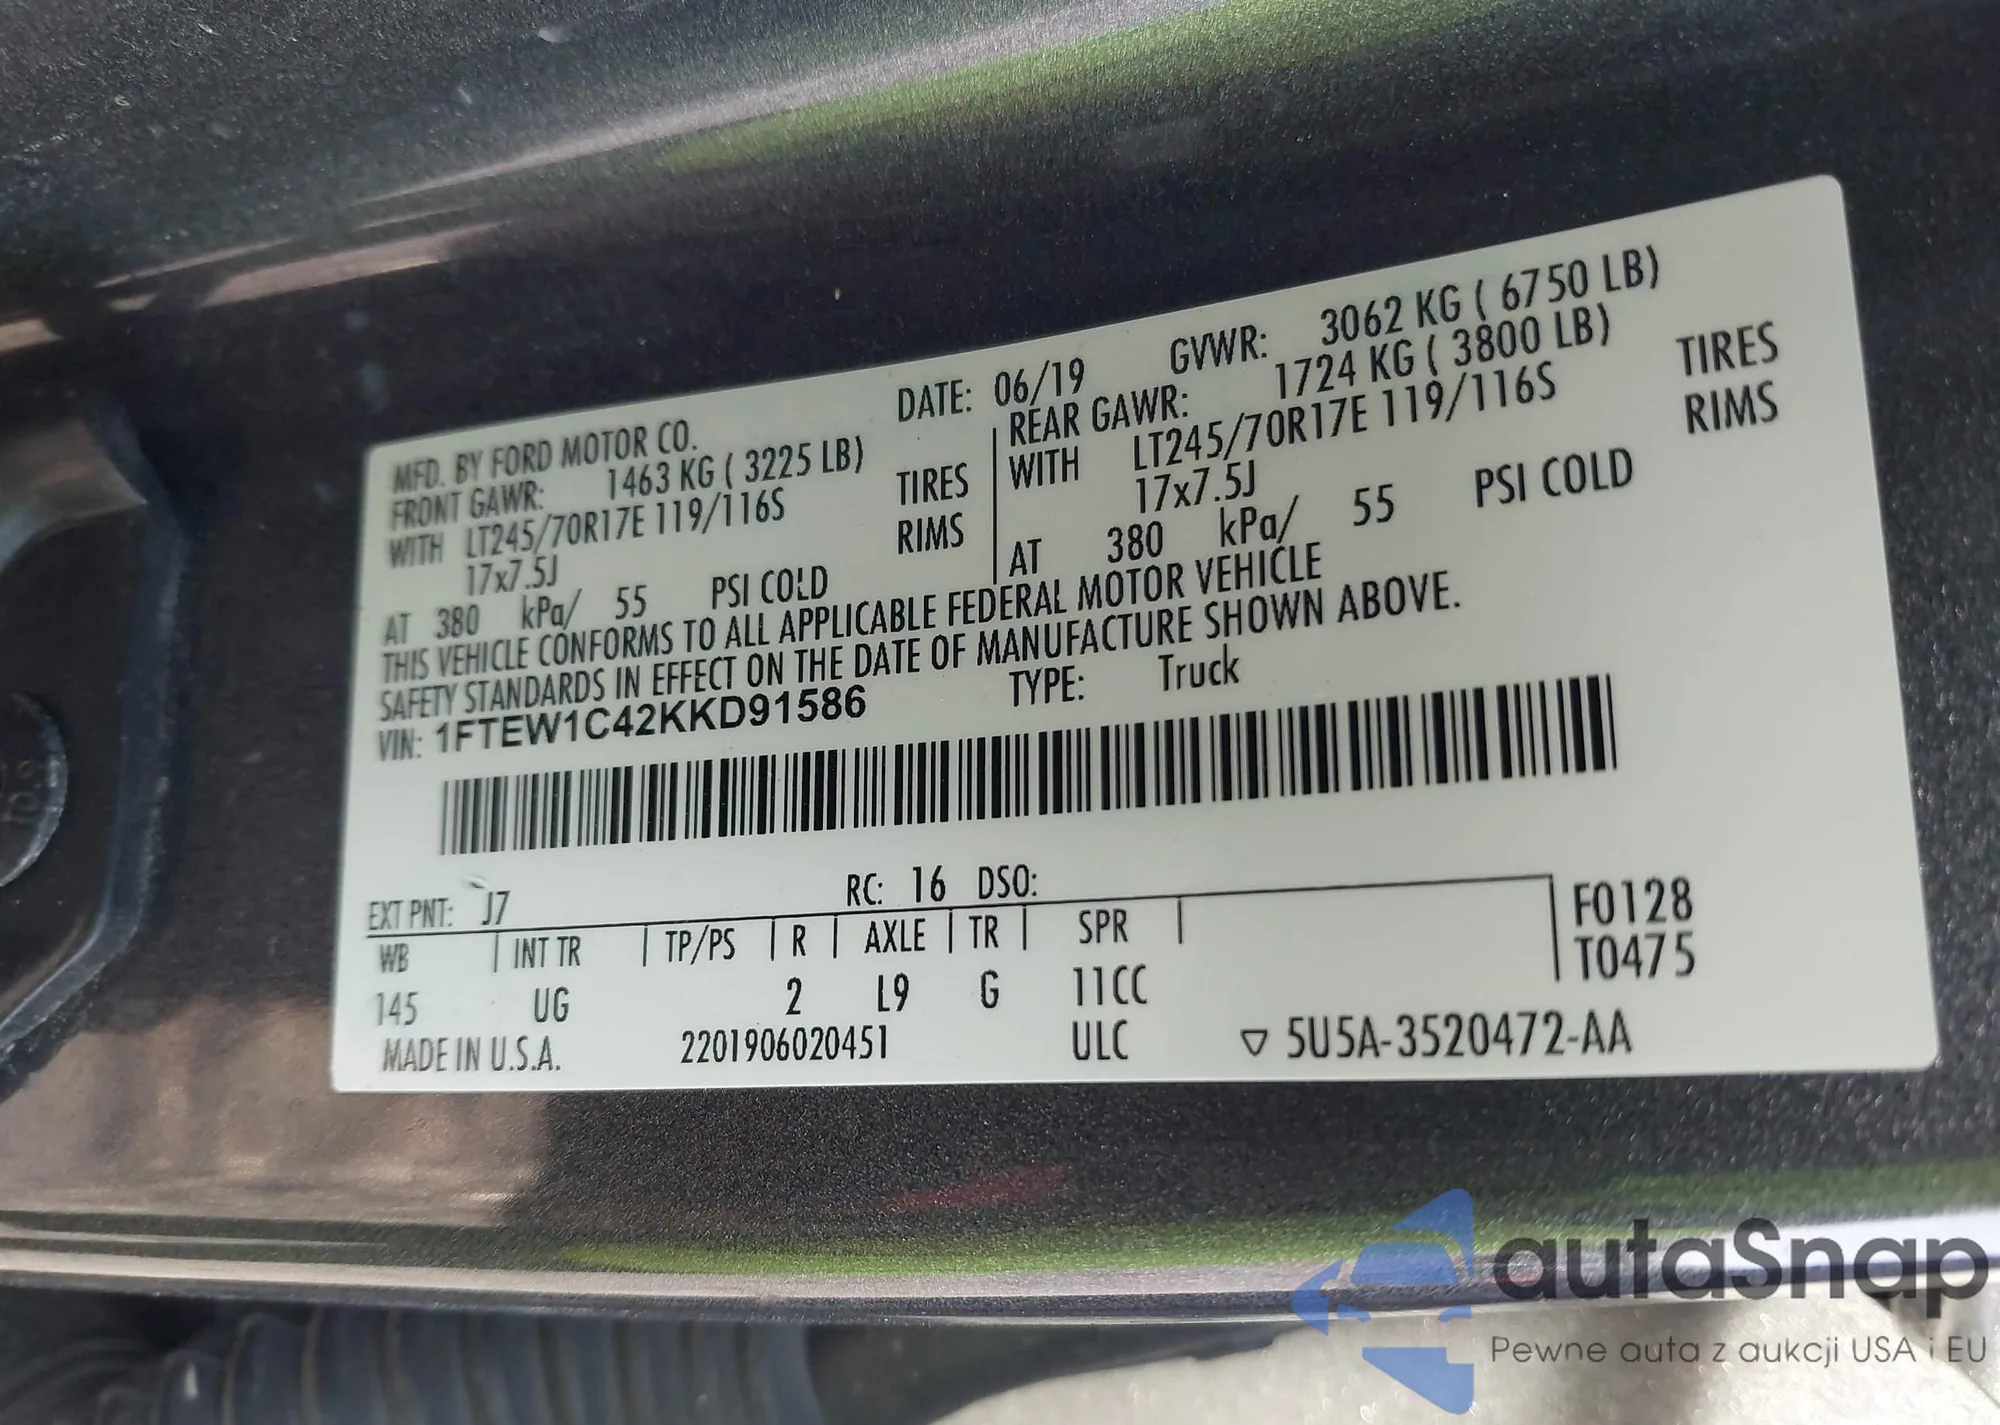 MFD. BY FORD MOTOR CO. DATE: 06/19 GVWR: 3062 KG ( 6750 LB)
FRONT GAWR: 1463 KG ( 3225 LB)
WITH LT245/70R17E 119/116S TIRES
17x7.5J RIMS
AT 380 kPa/ 55 PSI COLD
REAR GAWR: 1724 KG ( 3800 LB)
WITH LT245/70R17E 119/116S TIRES
17x7.5J RIMS
AT 380 kPa/ 55 PSI COLD
THIS VEHICLE CONFORMS TO ALL APPLICABLE FEDERAL MOTOR VEHICLE
SAFETY STANDARDS IN EFFECT ON THE DATE OF MANUFACTURE SHOWN ABOVE.
VIN: 1FTEW1C42KKD91586 TYPE: Truck
EXT PNT: J7 RC: 16 DSO:
WB | INT TR | TP/PS | R | AXLE | TR | SPR |
145 UG 2 L9 G 11CC
F0128
T0475
MADE IN U.S.A. 2201906020451 ULC ▽ 5U5A-3520472-AA
autaSnap
Pewne auta z aukcji USA i EU